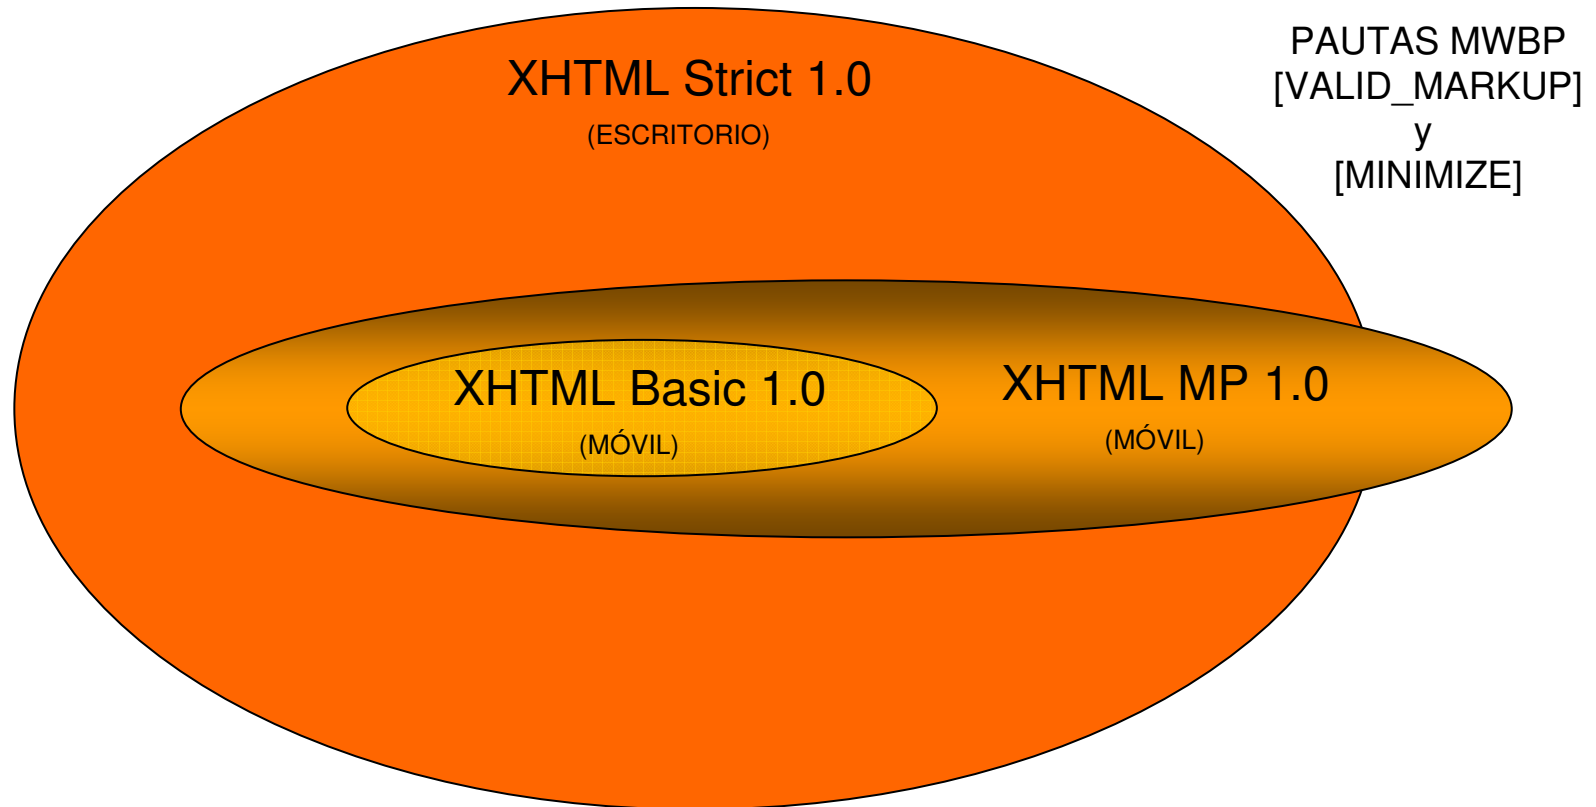 XHTML Strict 1.0
(ESCRITORIO)
PAUTAS MWBP
[VALID_MARKUP]
y
[MINIMIZE]
XHTML Basic 1.0
(MÓVIL)
XHTML MP 1.0
(MÓVIL)